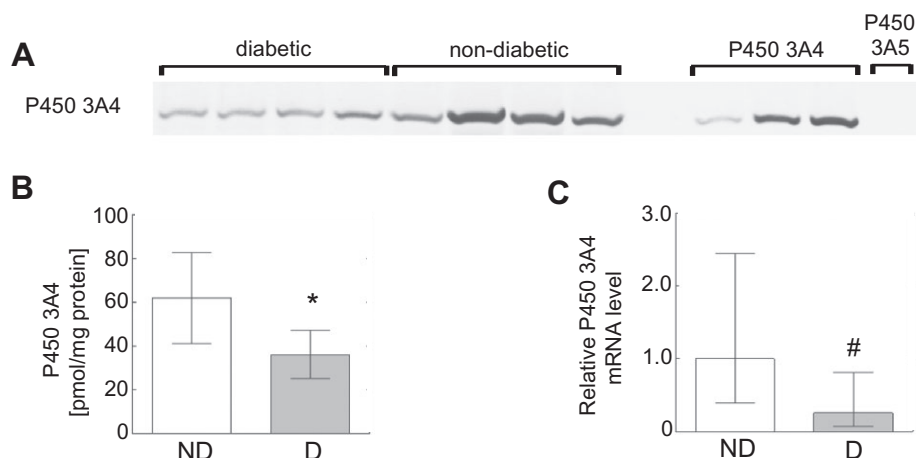 A
diabetic
non-diabetic
P450 3A4
P450
3A5
P450 3A4
B
P450 3A4
[pmol/mg protein]
100
80
60
40
20
0
*
ND
D
C
Relative P450 3A4
mRNA level
3.0
2.0
1.0
0
#
ND
D